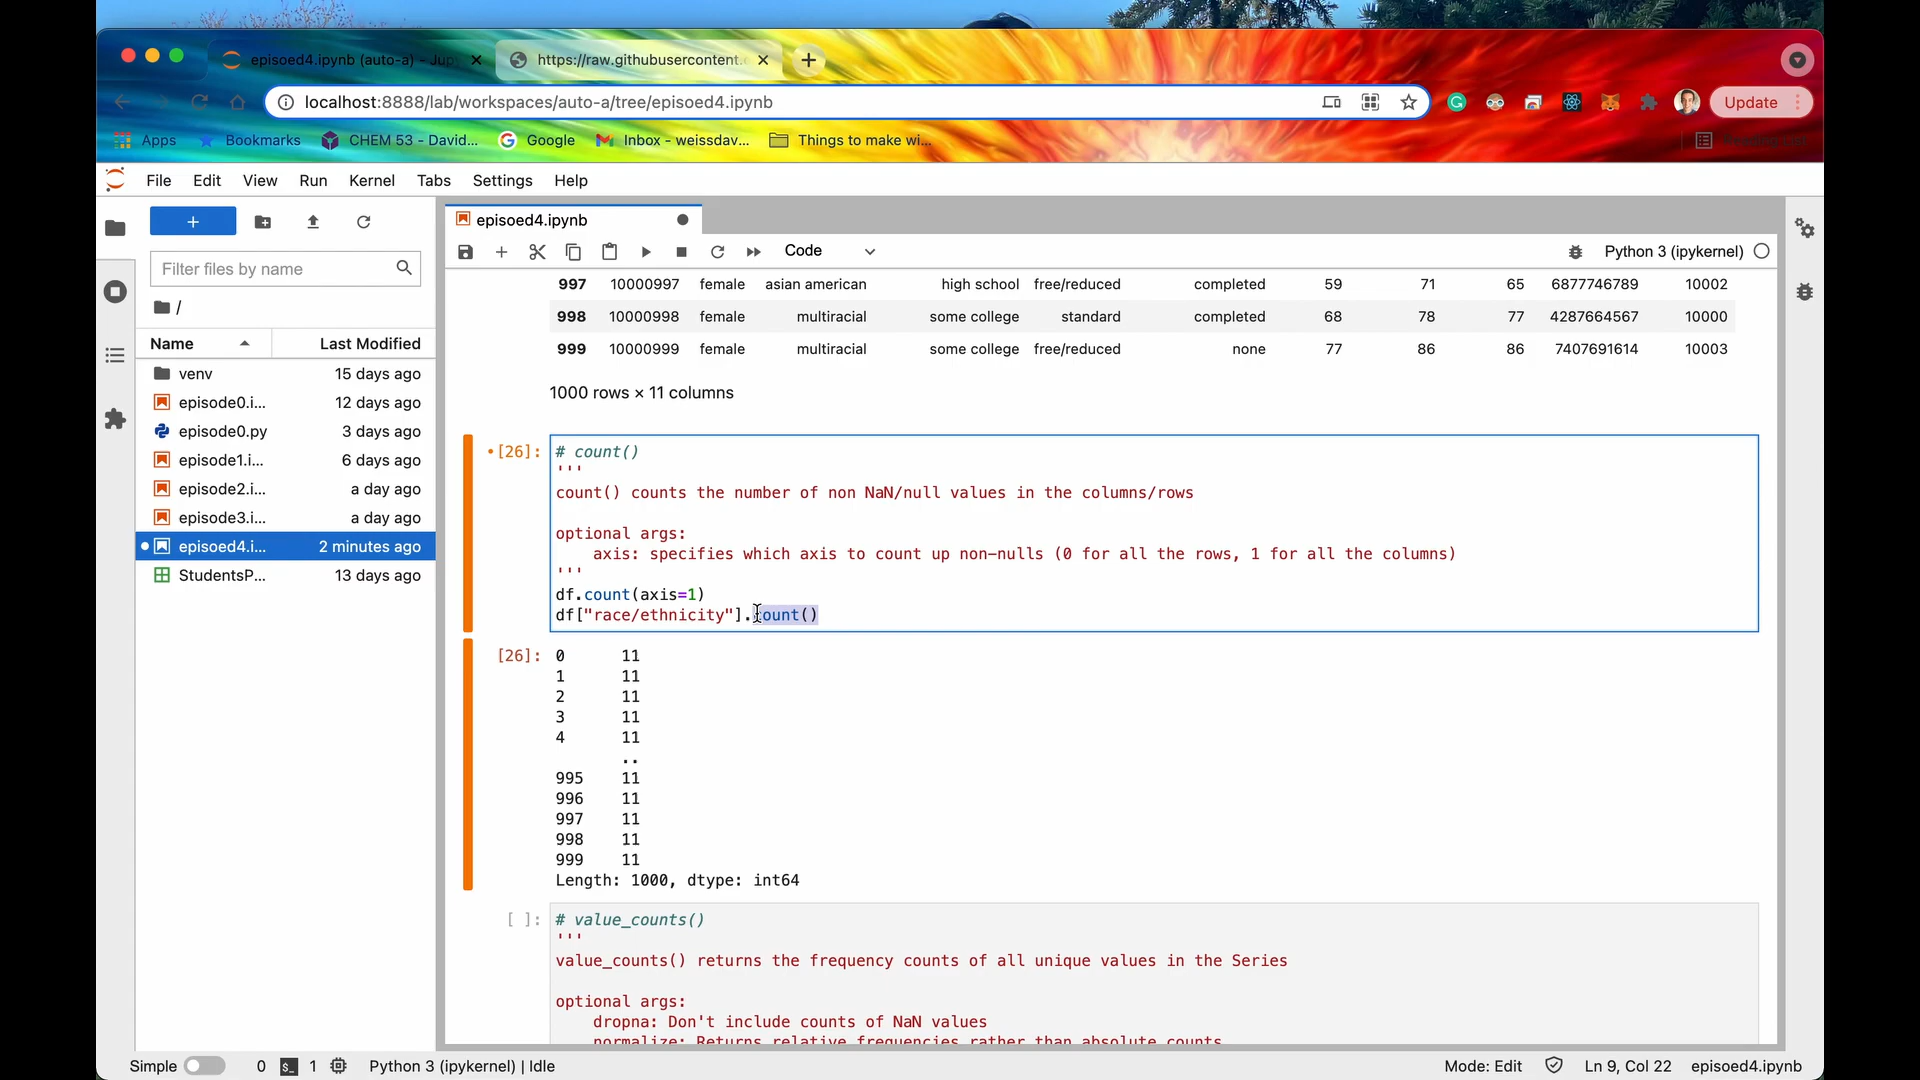 episoed4.ipynb (auto-a) - Jup
https://raw.githubusercontent.c
localhost:8888/lab/workspaces/auto-a/tree/episoed4.ipynb
Update
Apps
Bookmarks
CHEM 53 - David...
Google
Inbox - weissdav...
Things to make wi...
Reading List
File Edit View Run Kernel Tabs Settings Help
Filter files by name
/
Name Last Modified
venv 15 days ago
episode0.i... 12 days ago
episode0.py 3 days ago
episode1.i... 6 days ago
episode2.i... a day ago
episode3.i... a day ago
episoed4.i... 2 minutes ago
StudentsP... 13 days ago
episoed4.ipynb
Code
Python 3 (ipykernel)
997 10000997 female asian american high school free/reduced completed 59 71 65 6877746789 10002
998 10000998 female multiracial some college standard completed 68 78 77 4287664567 10000
999 10000999 female multiracial some college free/reduced none 77 86 86 7407691614 10003
1000 rows × 11 columns
[26]: # count()
'''
count() counts the number of non NaN/null values in the columns/rows
optional args:
axis: specifies which axis to count up non-nulls (0 for all the rows, 1 for all the columns)
'''
df.count(axis=1)
df["race/ethnicity"].count()
[26]: 0 11
1 11
2 11
3 11
4 11
..
995 11
996 11
997 11
998 11
999 11
Length: 1000, dtype: int64
[ ]: # value_counts()
'''
value_counts() returns the frequency counts of all unique values in the Series
optional args:
dropna: Don't include counts of NaN values
normalize: Returns relative frequencies rather than absolute counts
Simple 0 1 Python 3 (ipykernel) | Idle
Mode: Edit Ln 9, Col 22 episoed4.ipynb